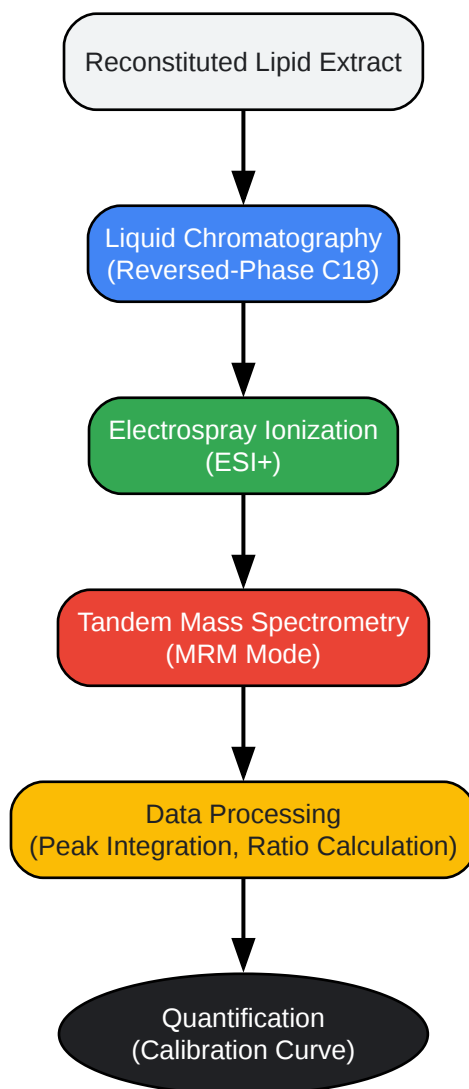 Reconstituted Lipid Extract
Liquid Chromatography
(Reversed-Phase C18)
Electrospray Ionization
(ESI+)
Tandem Mass Spectrometry
(MRM Mode)
Data Processing
(Peak Integration, Ratio Calculation)
Quantification
(Calibration Curve)